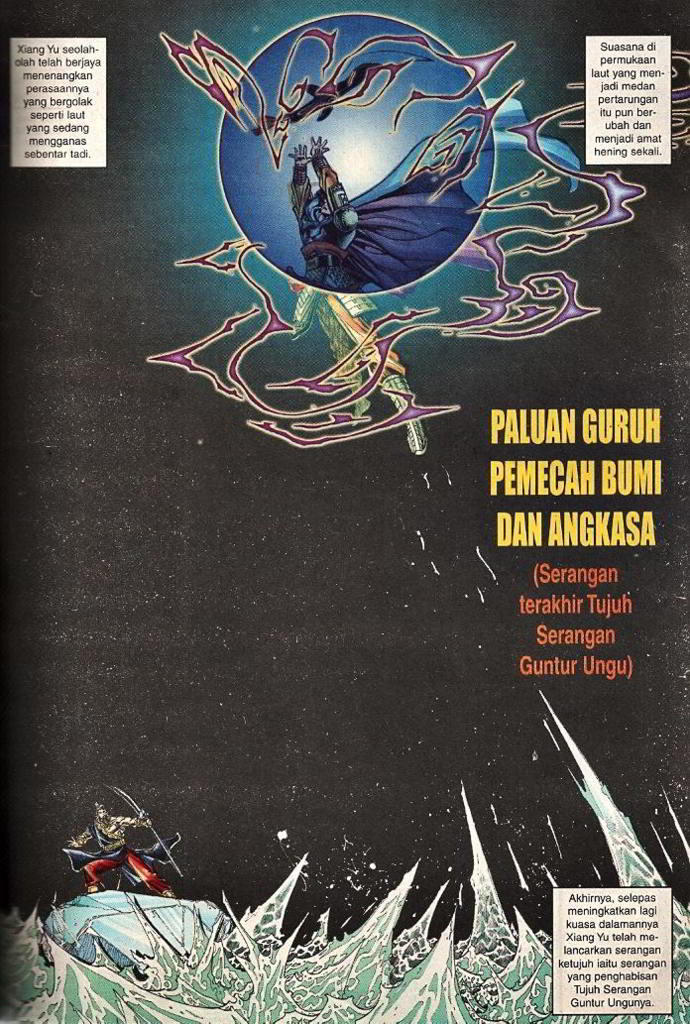 Xiang Yu seolah-
olah telah berjaya
menenangkan
perasaannya
yang bergolak
seperti laut
yang sedang
mengganas
sebentar tadi.
Suasana di
permukaan
laut yang men-
jadi medan
pertarungan
itu pun ber-
ubah dan
menjadi amat
hening sekali.
PALUAN GURUH
PEMECAH BUMI
DAN ANGKASA
(Serangan
terakhir Tujuh
Serangan
Guntur Ungu)
Akhirnya, selepas
meningkatkan lagi
kuasa dalamannya
Xiang Yu telah me-
lancarkan serangan
ketujuh iaitu serangan
yang penghabisan
Tujuh Serangan
Guntur Ungunya.